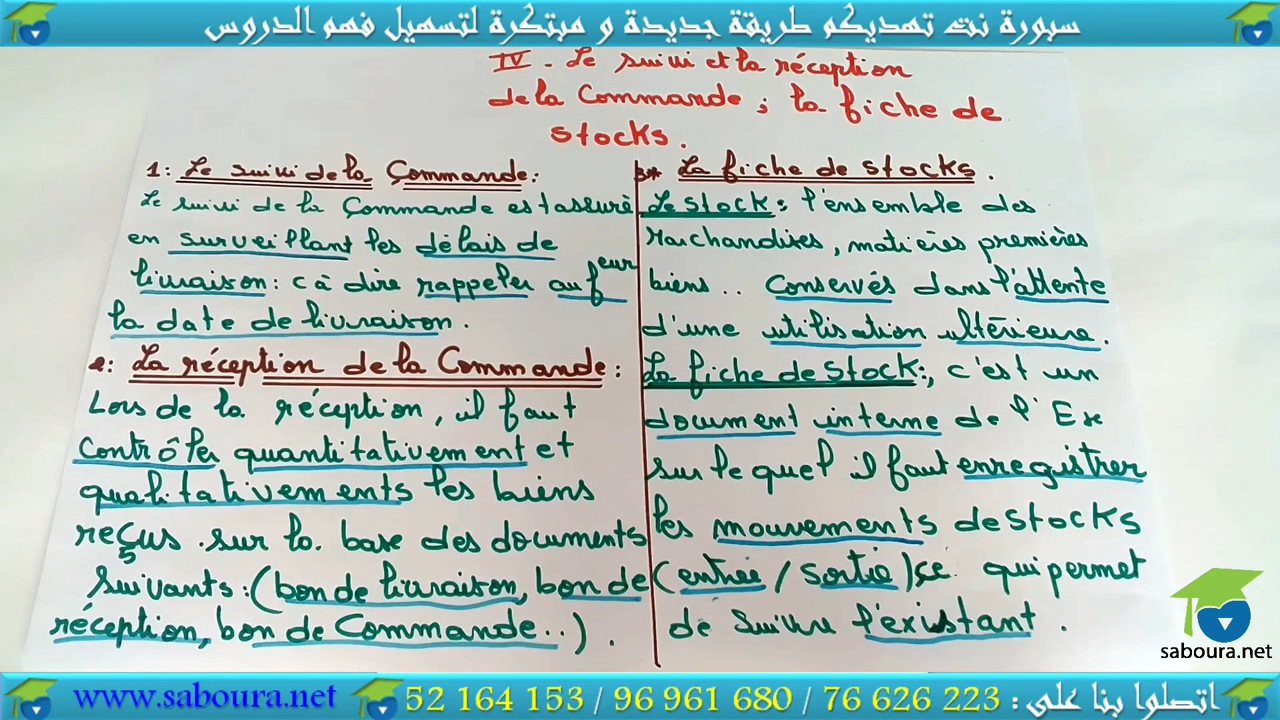 سبورة نت تهديكم طريقة جديدة و مبتكرة لتسهيل فهم الدروس
IV - Le suivi et la réception
de la Commande ; la fiche de
stocks.
1: Le suivi de la Commande:
Le suivi de la Commande est assuré
en surveillant les délais de
livraison : c à dire rappeler au feur
la date de livraison.
2: La réception de la Commande:
Lors de la réception, il faut
contrôler quantitativement et
qualitativements les biens
reçus . sur la base des documents
suivants : (bon de livraison, bon de
réception, bon de Commande..).
3* La fiche de stocks.
Le stock : l'ensemble des
marchandises, matières premières
biens .. Conservés dans l'attente
d'une utilisation ultérieure.
La fiche de stock:, c'est un
document interne de l' Ese
sur le quel il faut enregistrer
les mouvements de stocks
(entrée / sortie) çe qui permet
de suivre l'existant .
saboura.net
www.saboura.net
اتصلوا بنا على : 52 164 153 / 96 961 680 / 76 626 223